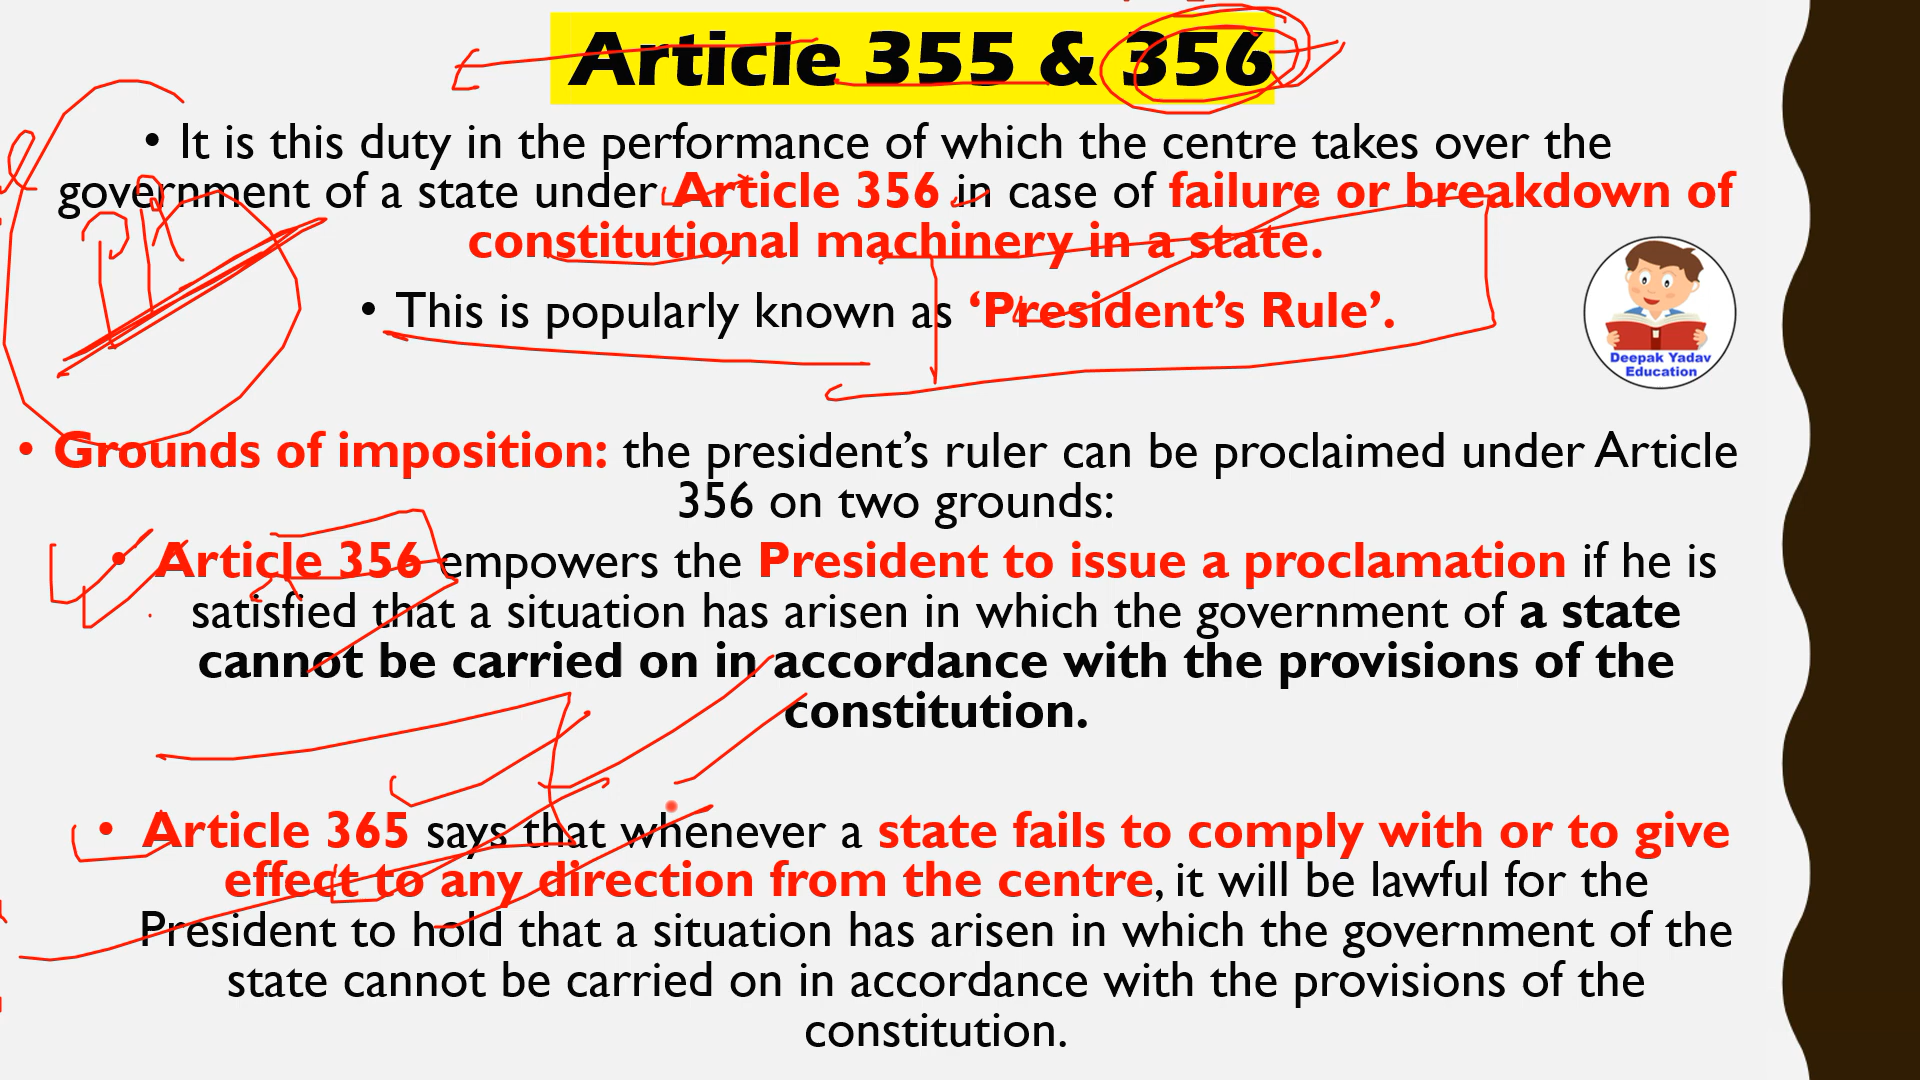 Article 355 & 356
• It is this duty in the performance of which the centre takes over the
government of a state under Article 356 in case of failure or breakdown of
constitutional machinery in a state.
• This is popularly known as ‘President’s Rule’.
PR
Deepak Yadav
Education
• Grounds of imposition: the president’s ruler can be proclaimed under Article
356 on two grounds:
• Article 356 empowers the President to issue a proclamation if he is
satisfied that a situation has arisen in which the government of a state
cannot be carried on in accordance with the provisions of the
constitution.
• Article 365 says that whenever a state fails to comply with or to give
effect to any direction from the centre, it will be lawful for the
President to hold that a situation has arisen in which the government of the
state cannot be carried on in accordance with the provisions of the
constitution.